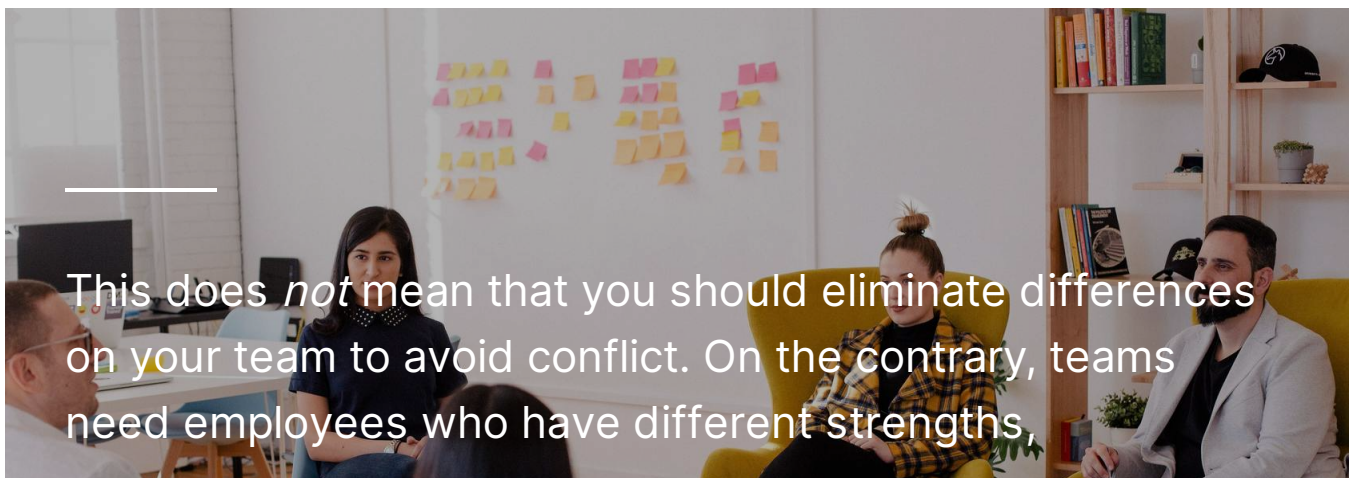 This does not mean that you should eliminate differences
on your team to avoid conflict. On the contrary, teams
need employees who have different strengths,